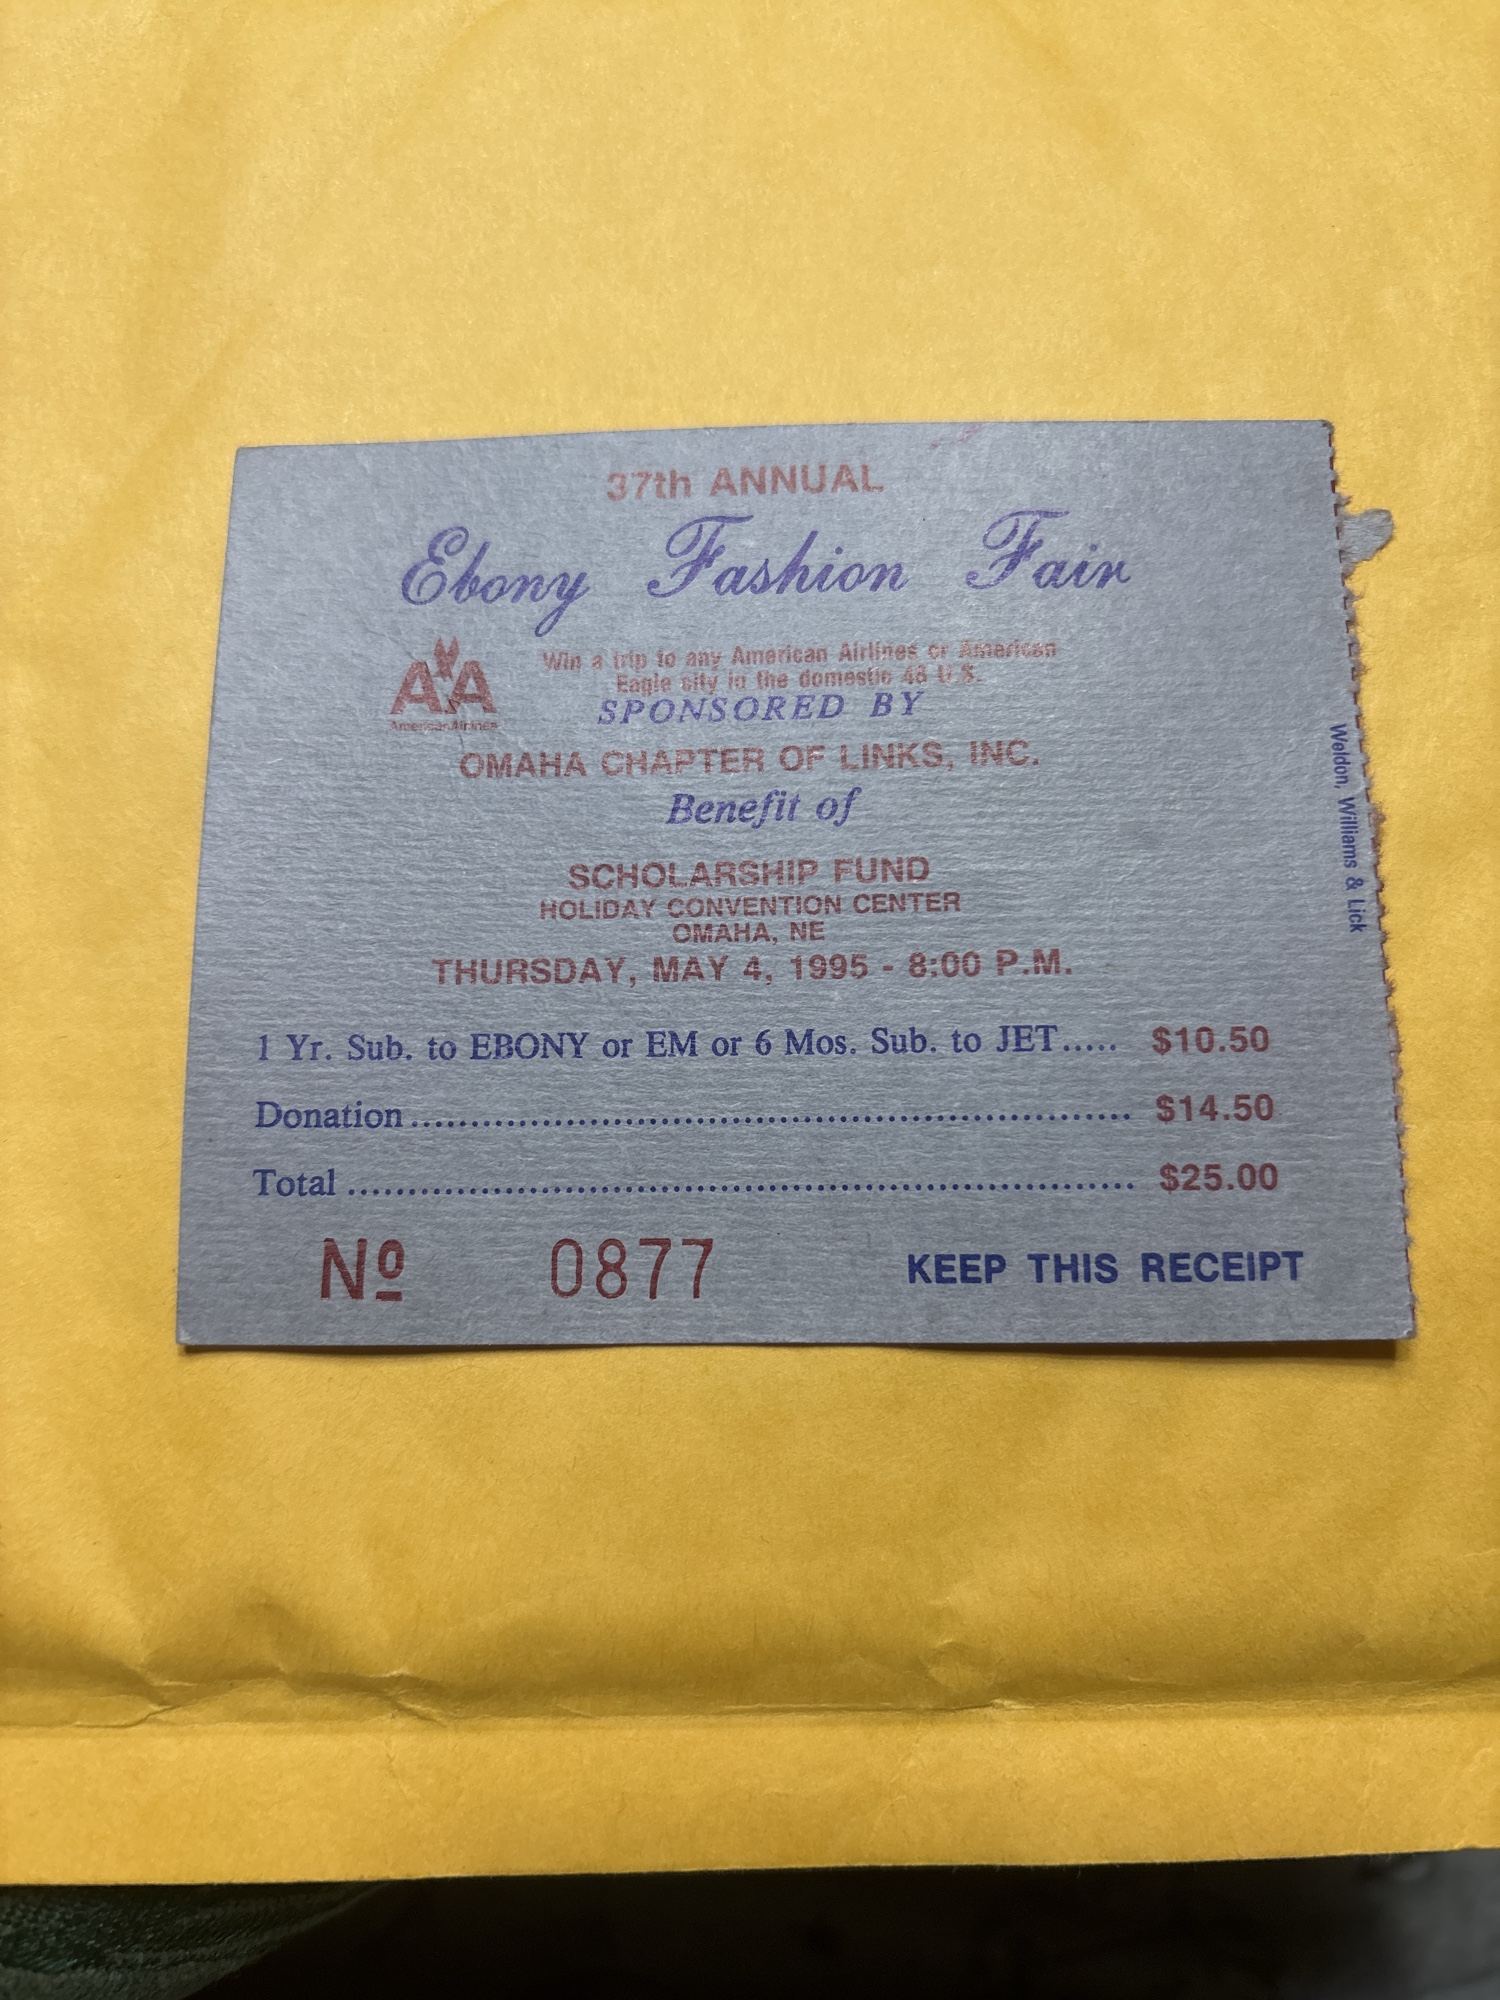 37th ANNUAL
Ebony Fashion Fair
AA
AmericanAirlines
Win a trip to any American Airlines or American
Eagle city in the domestic 48 U.S.
SPONSORED BY
OMAHA CHAPTER OF LINKS, INC.
Benefit of
SCHOLARSHIP FUND
HOLIDAY CONVENTION CENTER
OMAHA, NE
THURSDAY, MAY 4, 1995 - 8:00 P.M.
1 Yr. Sub. to EBONY or EM or 6 Mos. Sub. to JET..... $10.50
Donation............................................................ $14.50
Total ................................................................. $25.00
Nº 0877 KEEP THIS RECEIPT
Weldon, Williams & Lick